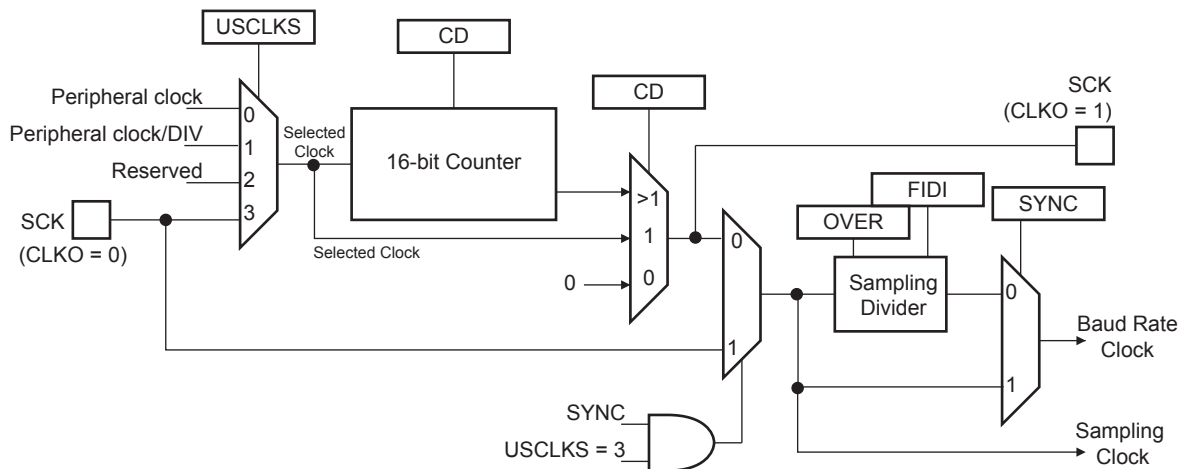 USCLKS
CD
CD
SCK
(CLKO = 1)
Peripheral clock
Peripheral clock/DIV
Reserved
SCK
(CLKO = 0)
0
1
2
3
Selected
Clock
16-bit Counter
Selected Clock
0
>1
1
0
0
1
FIDI
OVER
SYNC
Sampling
Divider
0
1
Baud Rate
Clock
SYNC
USCLKS = 3
Sampling
Clock